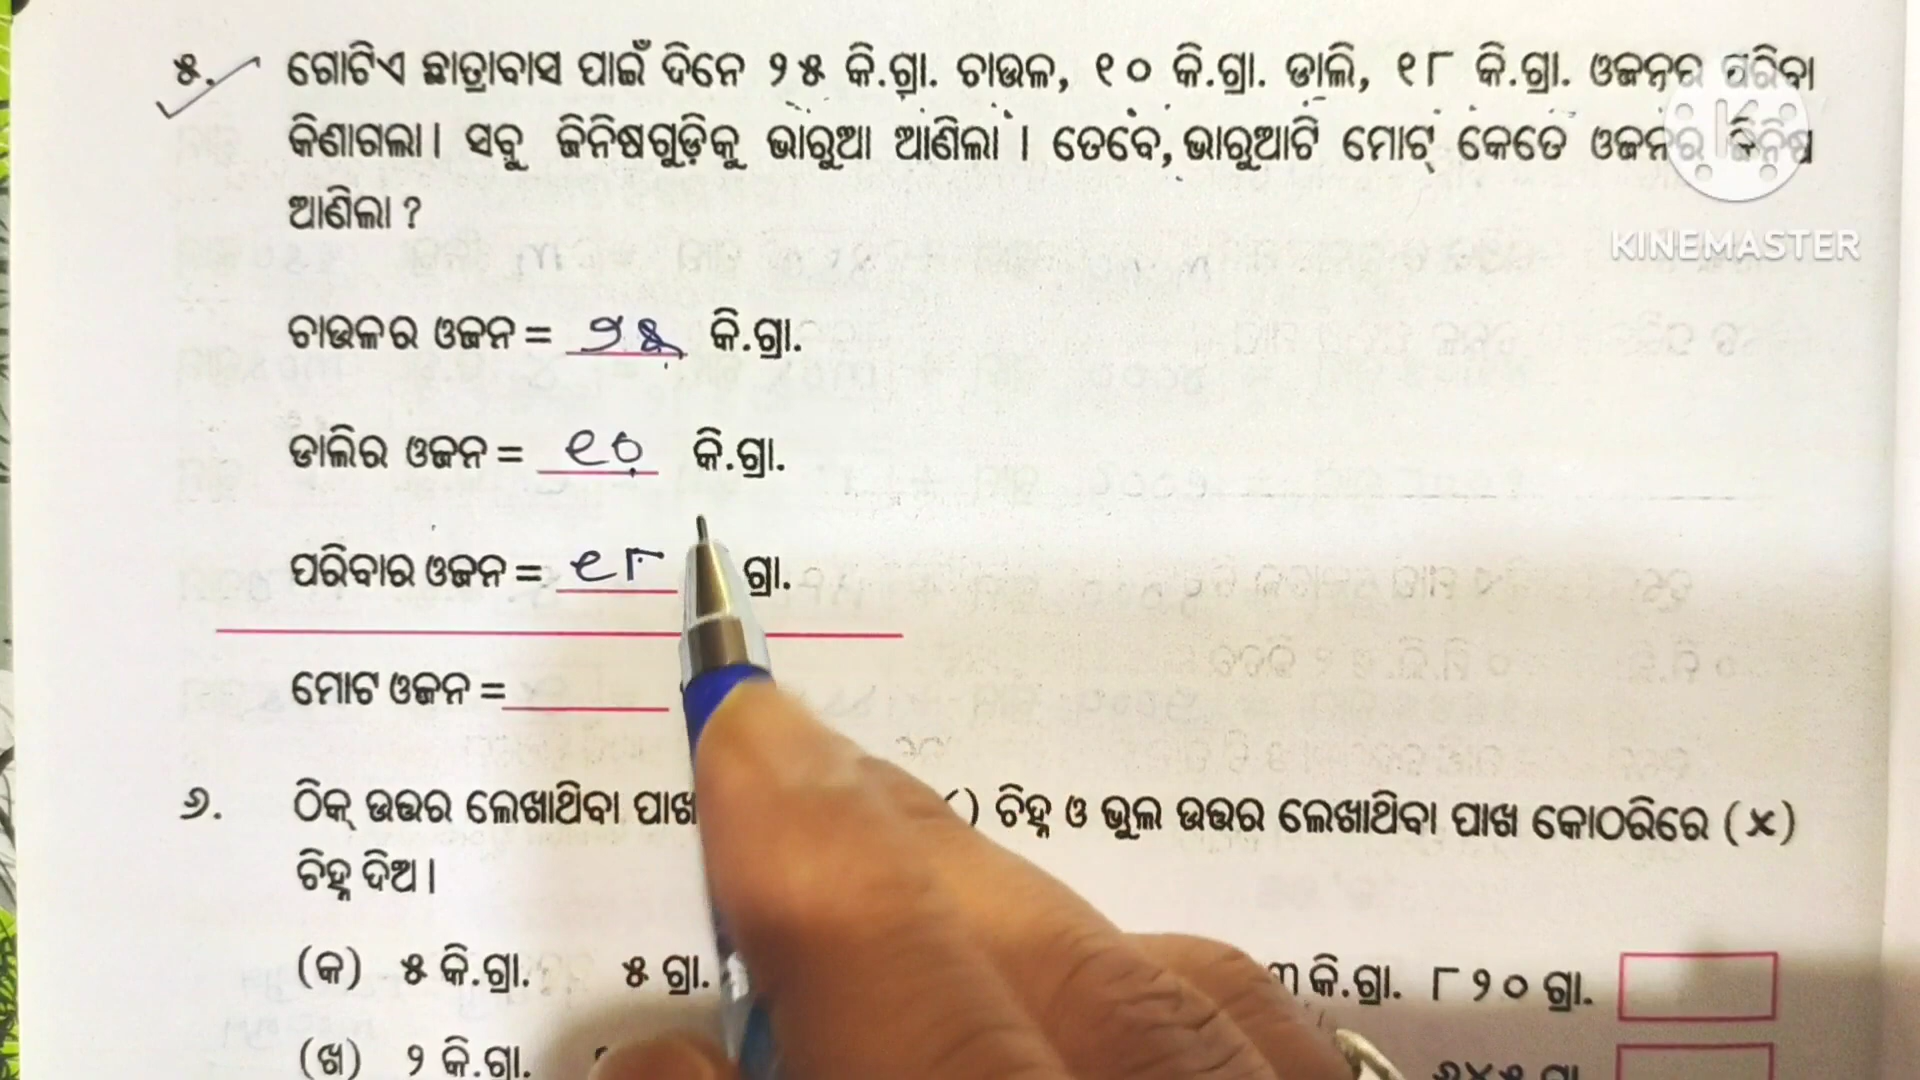 ୫. ଗୋଟିଏ ଛାତ୍ରାବାସ ପାଇଁ ଦିନେ ୨୫ କି.ଗ୍ରା. ଚାଉଳ, ୧୦ କି.ଗ୍ରା. ଡାଲି, ୧୮ କି.ଗ୍ରା. ଓଜନର ପରିବା
କିଣାଗଲା। ସବୁ ଜିନିଷଗୁଡ଼ିକୁ ଭାରୁଆ ଆଣିଲା । ତେବେ, ଭାରୁଆଟି ମୋଟ୍ କେତେ ଓଜନର ଜିନିଷ
ଆଣିଲା ?
KINEMASTER
ଚାଉଳର ଓଜନ = ୨୫ କି.ଗ୍ରା.
ଡାଲିର ଓଜନ = ୧୦ କି.ଗ୍ରା.
ପରିବାର ଓଜନ = ୧୮ ଗ୍ରା.
ମୋଟ ଓଜନ =
୬. ଠିକ୍ ଉତ୍ତର ଲେଖାଥିବା ପାଖ ) ଚିହ୍ନ ଓ ଭୁଲ ଉତ୍ତର ଲେଖାଥିବା ପାଖ କୋଠରିରେ (×)
ଚିହ୍ନ ଦିଅ।
(କ) ୫ କି.ଗ୍ରା. ୫ ଗ୍ରା. ୩ କି.ଗ୍ରା. ୮୨୦ ଗ୍ରା.
(ଖ) ୨ କି.ଗ୍ରା.